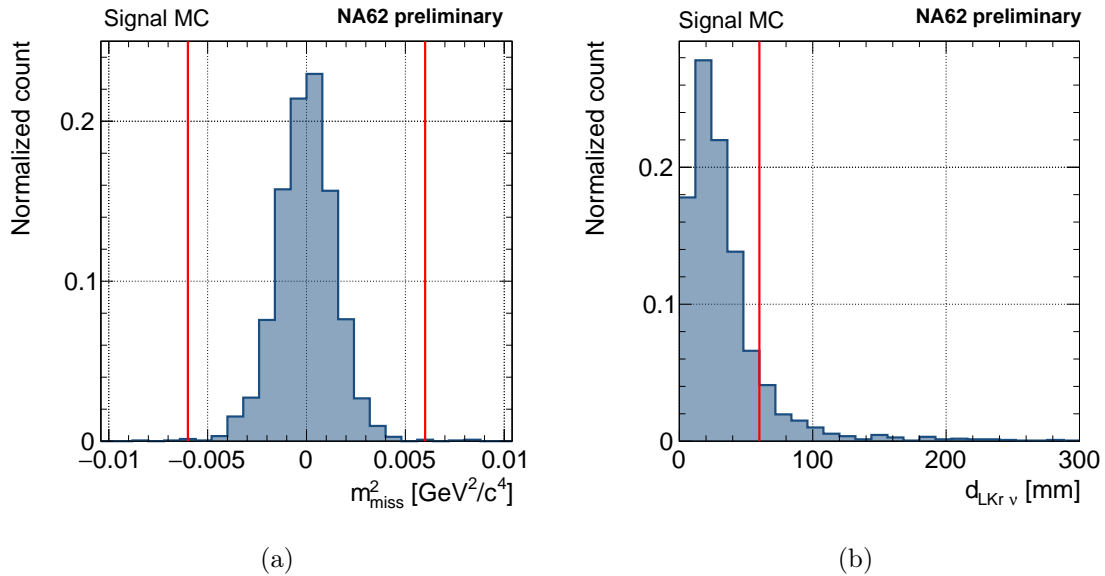 Signal MC NA62 preliminary
Normalized count
0.2
0.1
0
−0.01 −0.005 0 0.005 0.01
m²miss [GeV²/c⁴]
(a)
Signal MC NA62 preliminary
Normalized count
0.2
0.1
0
0 100 200 300
d LKr ν [mm]
(b)